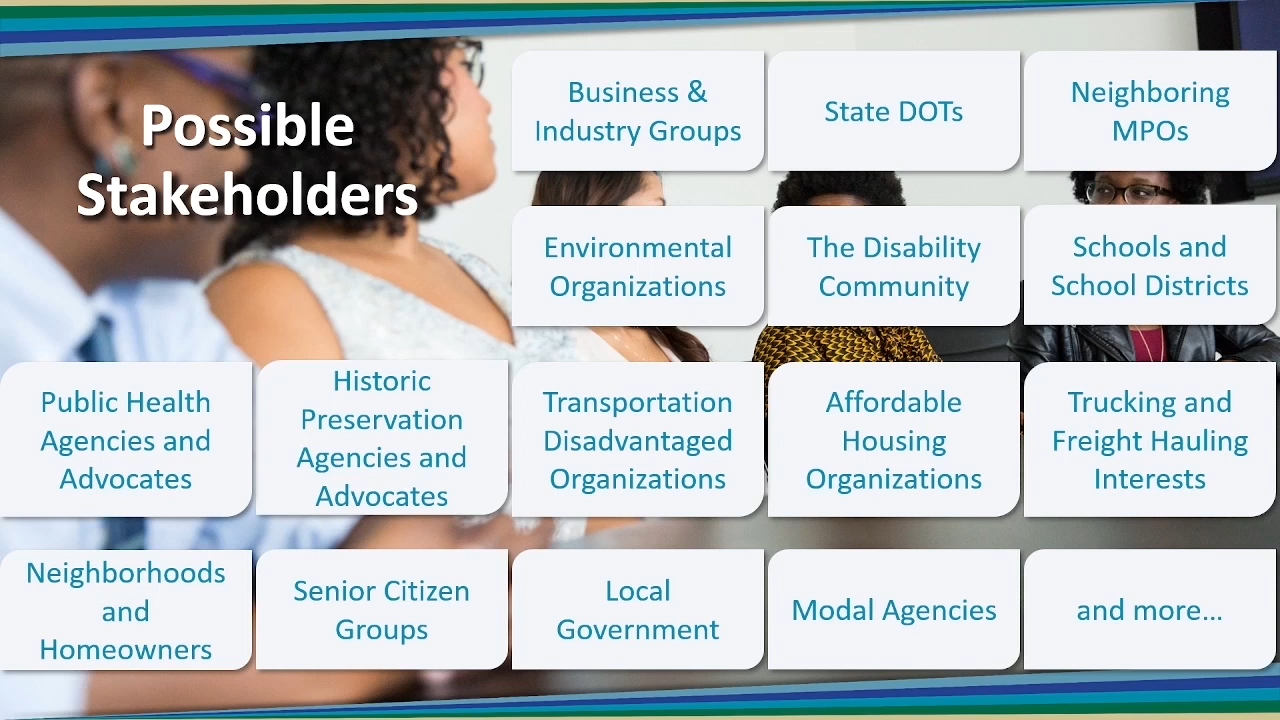 Possible
Stakeholders
Business &
Industry Groups
State DOTs
Neighboring
MPOs
Environmental
Organizations
The Disability
Community
Schools and
School Districts
Public Health
Agencies and
Advocates
Historic
Preservation
Agencies and
Advocates
Transportation
Disadvantaged
Organizations
Affordable
Housing
Organizations
Trucking and
Freight Hauling
Interests
Neighborhoods
and
Homeowners
Senior Citizen
Groups
Local
Government
Modal Agencies
and more...